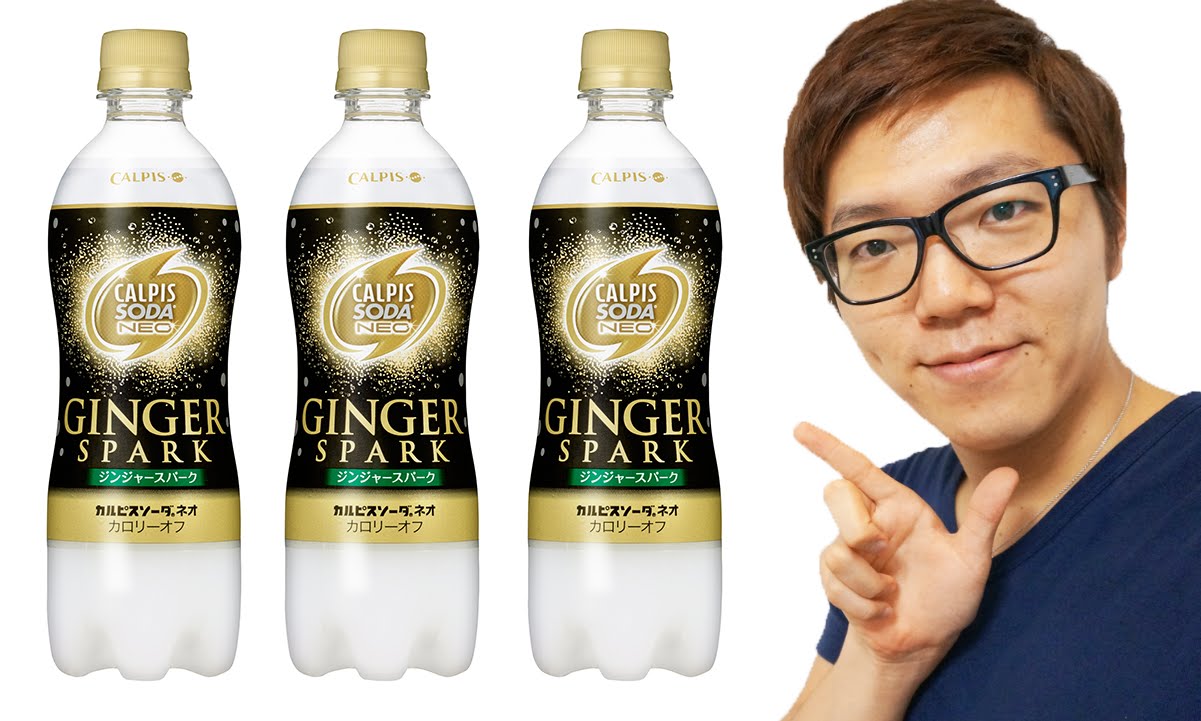 CALPIS
CALPIS
SODA
NEO
GINGER
SPARK
ジンジャースパーク
カルピスソーダ。ネオ
カロリーオフ
CALPIS
CALPIS
SODA
NEO
GINGER
SPARK
ジンジャースパーク
カルピスソーダ。ネオ
カロリーオフ
CALPIS
CALPIS
SODA
NEO
GINGER
SPARK
ジンジャースパーク
カルピスソーダ。ネオ
カロリーオフ